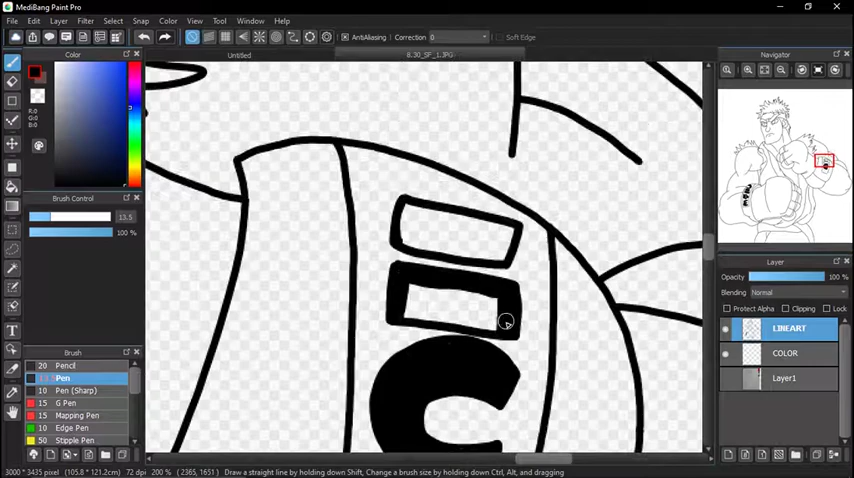 MediBang Paint Pro
File Edit Layer Filter Select Snap Color View Tool Window Help
AntiAliasing Correction 0 Soft Edge
Untitled 8.30_SF_1.JPG
Color
R:0
G:0
B:0
Brush Control
13.5
100 %
Brush
20 Pencil
Pen
10 Pen (Sharp)
15 G Pen
15 Mapping Pen
10 Edge Pen
50 Stipple Pen
Navigator
Layer
Opacity 100 %
Blending Normal
Protect Alpha Clipping Lock
LINEART
COLOR
Layer1
3000 * 3435 pixel (105.8 * 121.2cm) 200 % (2365, 1651) Draw a straight line by holding down Shift, Change a brush size by holding down Ctrl, Alt, and dragging